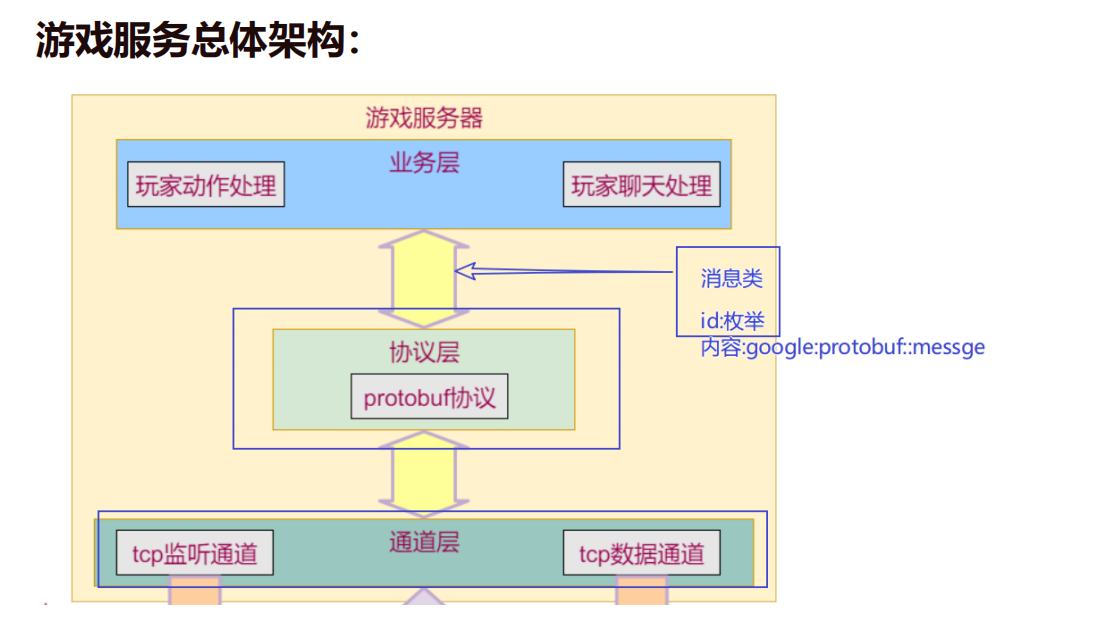 游戏服务总体架构：
游戏服务器
业务层
玩家动作处理
玩家聊天处理
消息类
id:枚举
内容:google:protobuf::messge
协议层
protobuf协议
通道层
tcp监听通道
tcp数据通道